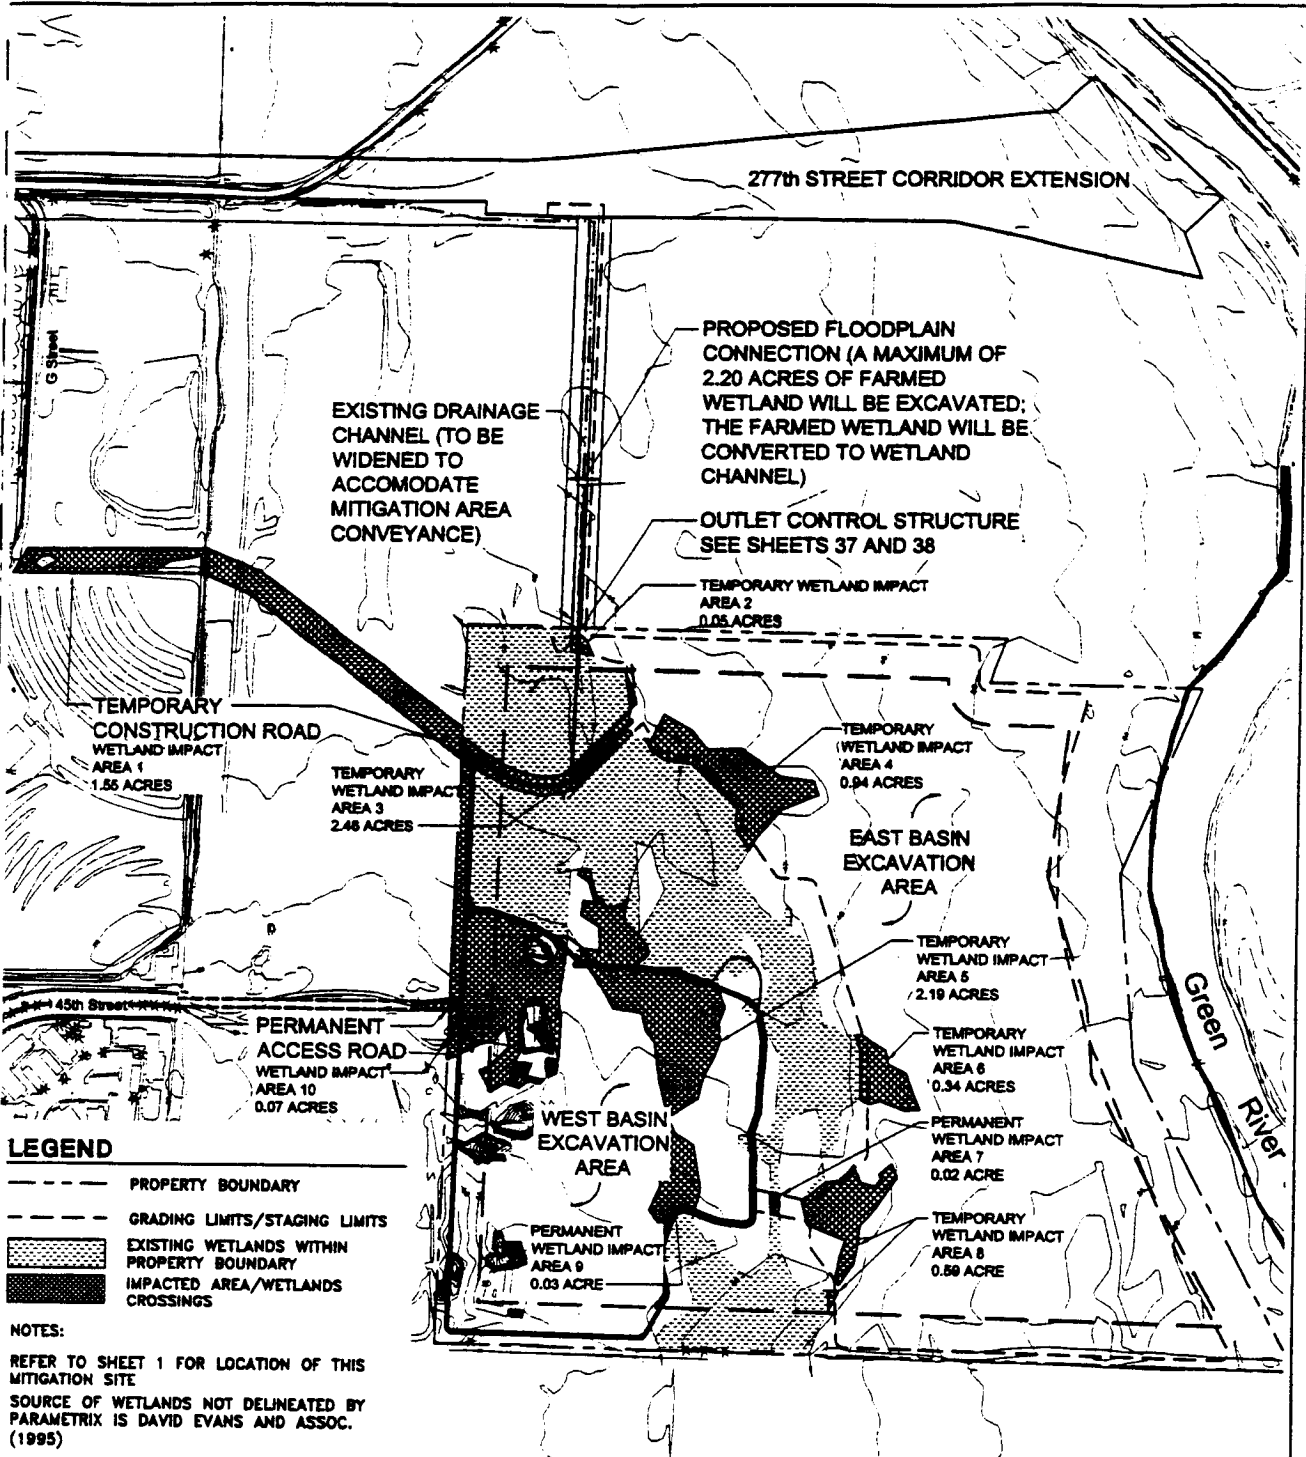 277th STREET CORRIDOR EXTENSION
G Street
PROPOSED FLOODPLAIN
CONNECTION (A MAXIMUM OF
2.20 ACRES OF FARMED
WETLAND WILL BE EXCAVATED;
THE FARMED WETLAND WILL BE
CONVERTED TO WETLAND
CHANNEL)
EXISTING DRAINAGE
CHANNEL (TO BE
WIDENED TO
ACCOMODATE
MITIGATION AREA
CONVEYANCE)
OUTLET CONTROL STRUCTURE
SEE SHEETS 37 AND 38
TEMPORARY WETLAND IMPACT
AREA 2
0.05 ACRES
TEMPORARY
CONSTRUCTION ROAD
WETLAND IMPACT
AREA 1
1.55 ACRES
TEMPORARY
WETLAND IMPACT
AREA 3
2.46 ACRES
TEMPORARY
WETLAND IMPACT
AREA 4
0.94 ACRES
EAST BASIN
EXCAVATION
AREA
TEMPORARY
WETLAND IMPACT
AREA 5
2.19 ACRES
Green
River
45th Street
PERMANENT
ACCESS ROAD
WETLAND IMPACT
AREA 10
0.07 ACRES
TEMPORARY
WETLAND IMPACT
AREA 6
0.34 ACRES
WEST BASIN
EXCAVATION
AREA
PERMANENT
WETLAND IMPACT
AREA 7
0.02 ACRE
TEMPORARY
WETLAND IMPACT
AREA 8
0.59 ACRE
PERMANENT
WETLAND IMPACT
AREA 9
0.03 ACRE
LEGEND
PROPERTY BOUNDARY
GRADING LIMITS/STAGING LIMITS
EXISTING WETLANDS WITHIN
PROPERTY BOUNDARY
IMPACTED AREA/WETLANDS
CROSSINGS
NOTES:
REFER TO SHEET 1 FOR LOCATION OF THIS
MITIGATION SITE
SOURCE OF WETLANDS NOT DELINEATED BY
PARAMETRIX IS DAVID EVANS AND ASSOC.
(1995)